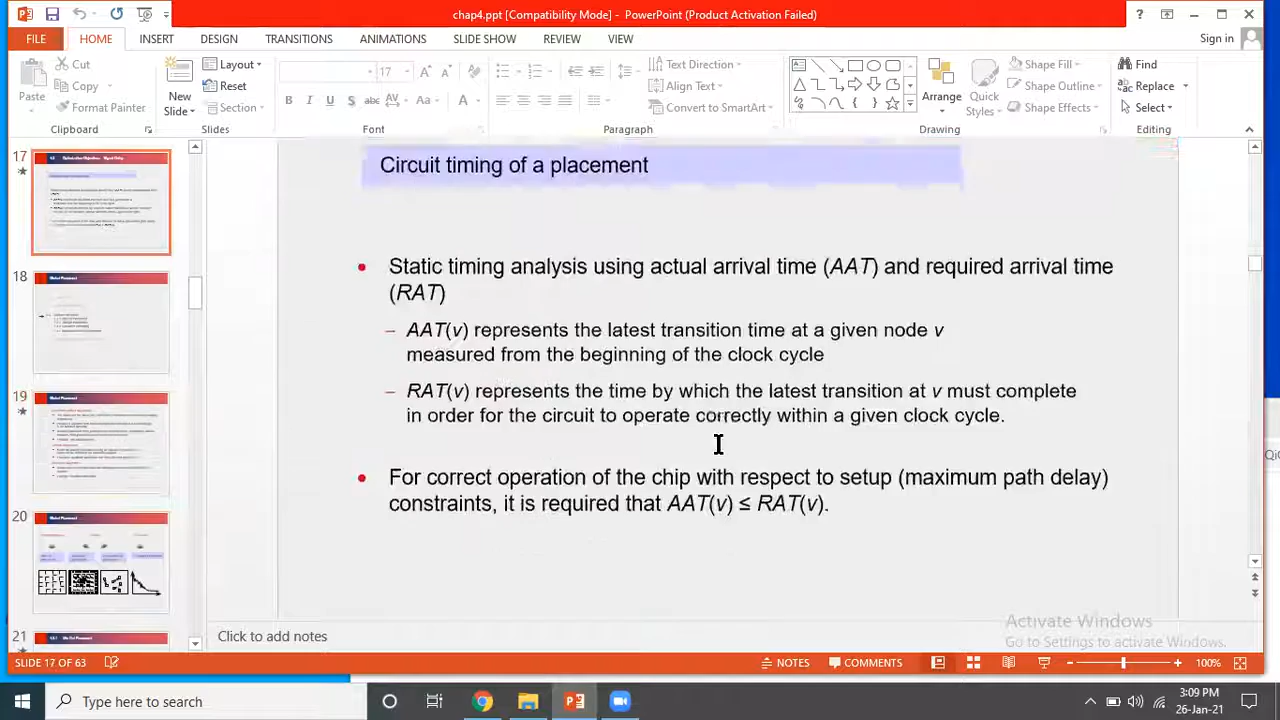 chap4.ppt [Compatibility Mode] - PowerPoint (Product Activation Failed)
FILE HOME INSERT DESIGN TRANSITIONS ANIMATIONS SLIDE SHOW REVIEW VIEW Sign in
Paste Cut Copy Format Painter
New Slide Layout Reset Section
17
B I U S abc AV Aa A
Text Direction Align Text Convert to SmartArt
Arrange Quick Styles Shape Fill Shape Outline Shape Effects
Find Replace Select
Clipboard Slides Font Paragraph Drawing Editing
17
18
19
20
21
Global Placement
Circuit timing of a placement
• Static timing analysis using actual arrival time (AAT) and required arrival time
(RAT)
– AAT(v) represents the latest transition time at a given node v
measured from the beginning of the clock cycle
– RAT(v) represents the time by which the latest transition at v must complete
in order for the circuit to operate correctly within a given clock cycle.
• For correct operation of the chip with respect to setup (maximum path delay)
constraints, it is required that AAT(v) ≤ RAT(v).
Click to add notes
Activate Windows
Go to Settings to activate Windows.
SLIDE 17 OF 63 NOTES COMMENTS 100%
Type here to search
3:09 PM
26-Jan-21